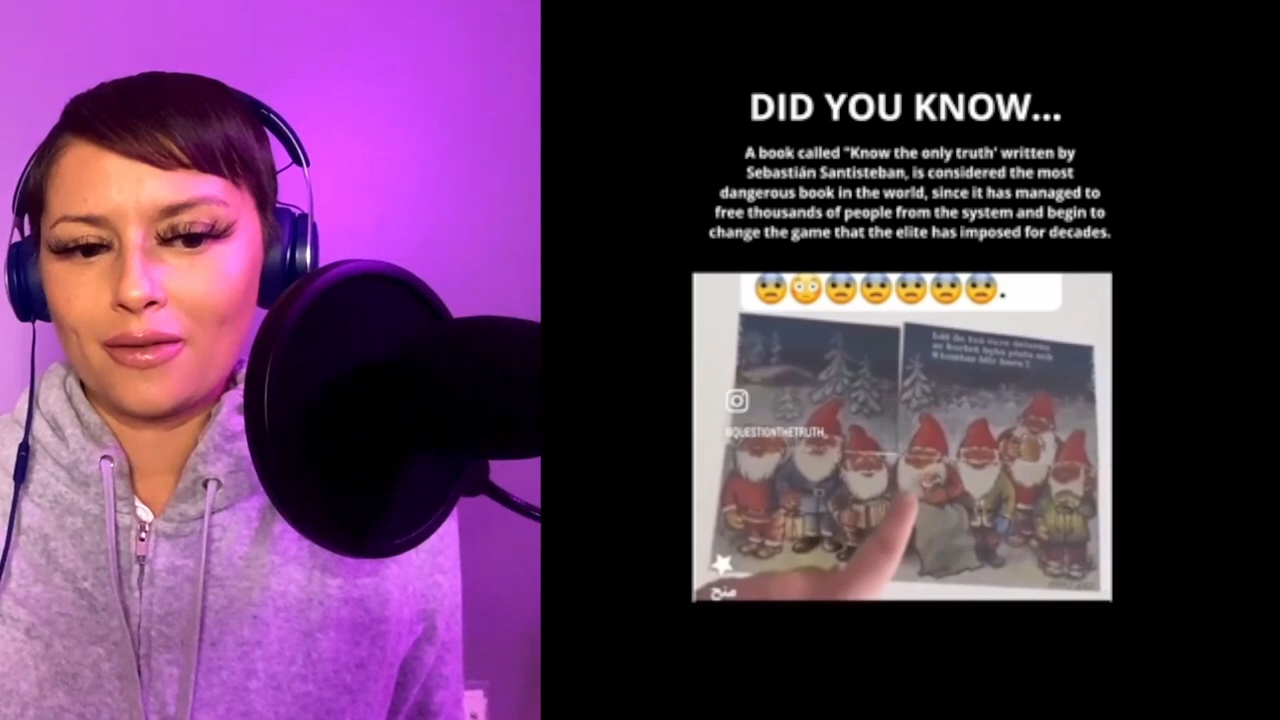 DID YOU KNOW...
A book called "Know the only truth' written by
Sebastián Santisteban, is considered the most
dangerous book in the world, since it has managed to
free thousands of people from the system and begin to
change the game that the elite has imposed for decades.
@QUESTIONTHETRUTH_
منح